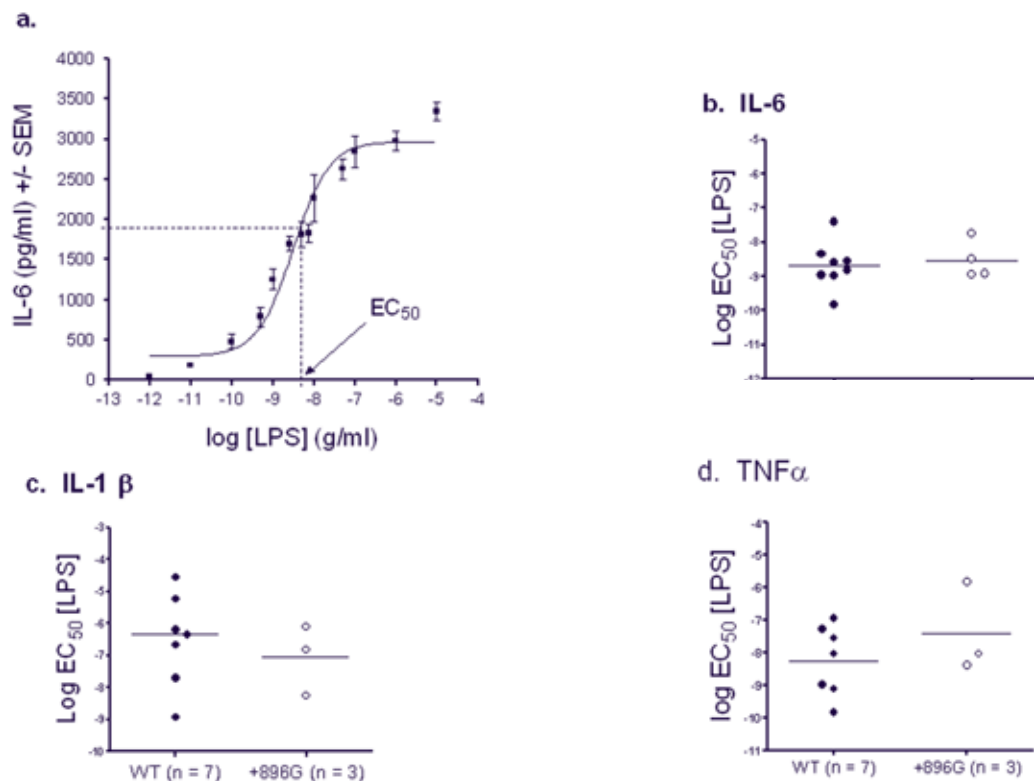 a.
4000
3500
3000
2500
2000
1500
1000
500
0
IL-6 (pg/ml) +/- SEM
-13 -12 -11 -10 -9 -8 -7 -6 -5 -4
log [LPS] (g/ml)
EC50
b. IL-6
-5
-6
-7
-8
-9
-10
-11
Log EC50 [LPS]
c. IL-1 β
-3
-4
-5
-6
-7
-8
-9
-10
Log EC50 [LPS]
WT (n = 7) +896G (n = 3)
d. TNFα
-4
-5
-6
-7
-8
-9
-10
-11
log EC50 [LPS]
WT (n = 7) +896G (n = 3)